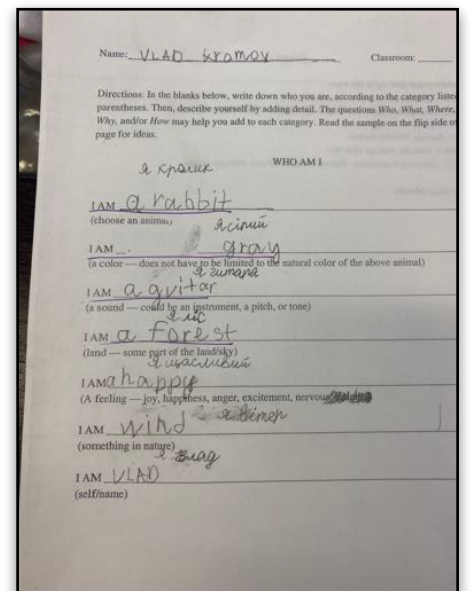 Name: VLAD kromov Classroom:
Directions: In the blanks below, write down who you are, according to the category liste
parentheses. Then, describe yourself by adding detail. The questions Who, What, Where,
Why, and/or How may help you add to each category. Read the sample on the flip side o
page for ideas.
WHO AM I
я кролик
I AM a rabbit
(choose an animal)
я сірий
I AM gray
(a color — does not have to be limited to the natural color of the above animal)
я гитара
I AM a guitar
(a sound — could be an instrument, a pitch, or tone)
я ліс
I AM a forest
(land — some part of the land/sky)
я щасливий
I AM a happy
(A feeling — joy, happiness, anger, excitement, nervous
я вітер
I AM wind
(something in nature)
я влад
I AM VLAD
(self/name)